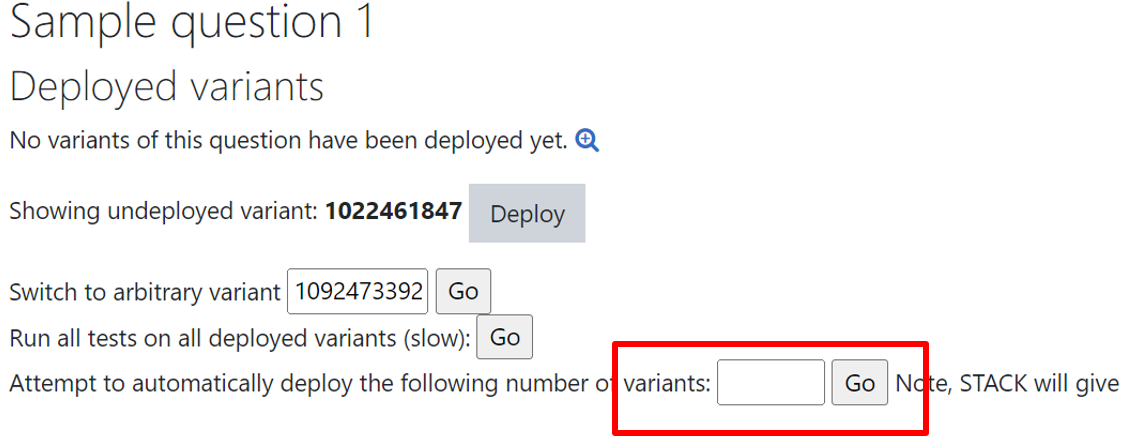 Sample question 1
Deployed variants
No variants of this question have been deployed yet.
Showing undeployed variant: 1022461847 Deploy
Switch to arbitrary variant 1092473392 Go
Run all tests on all deployed variants (slow): Go
Attempt to automatically deploy the following number of variants: Go Note, STACK will give